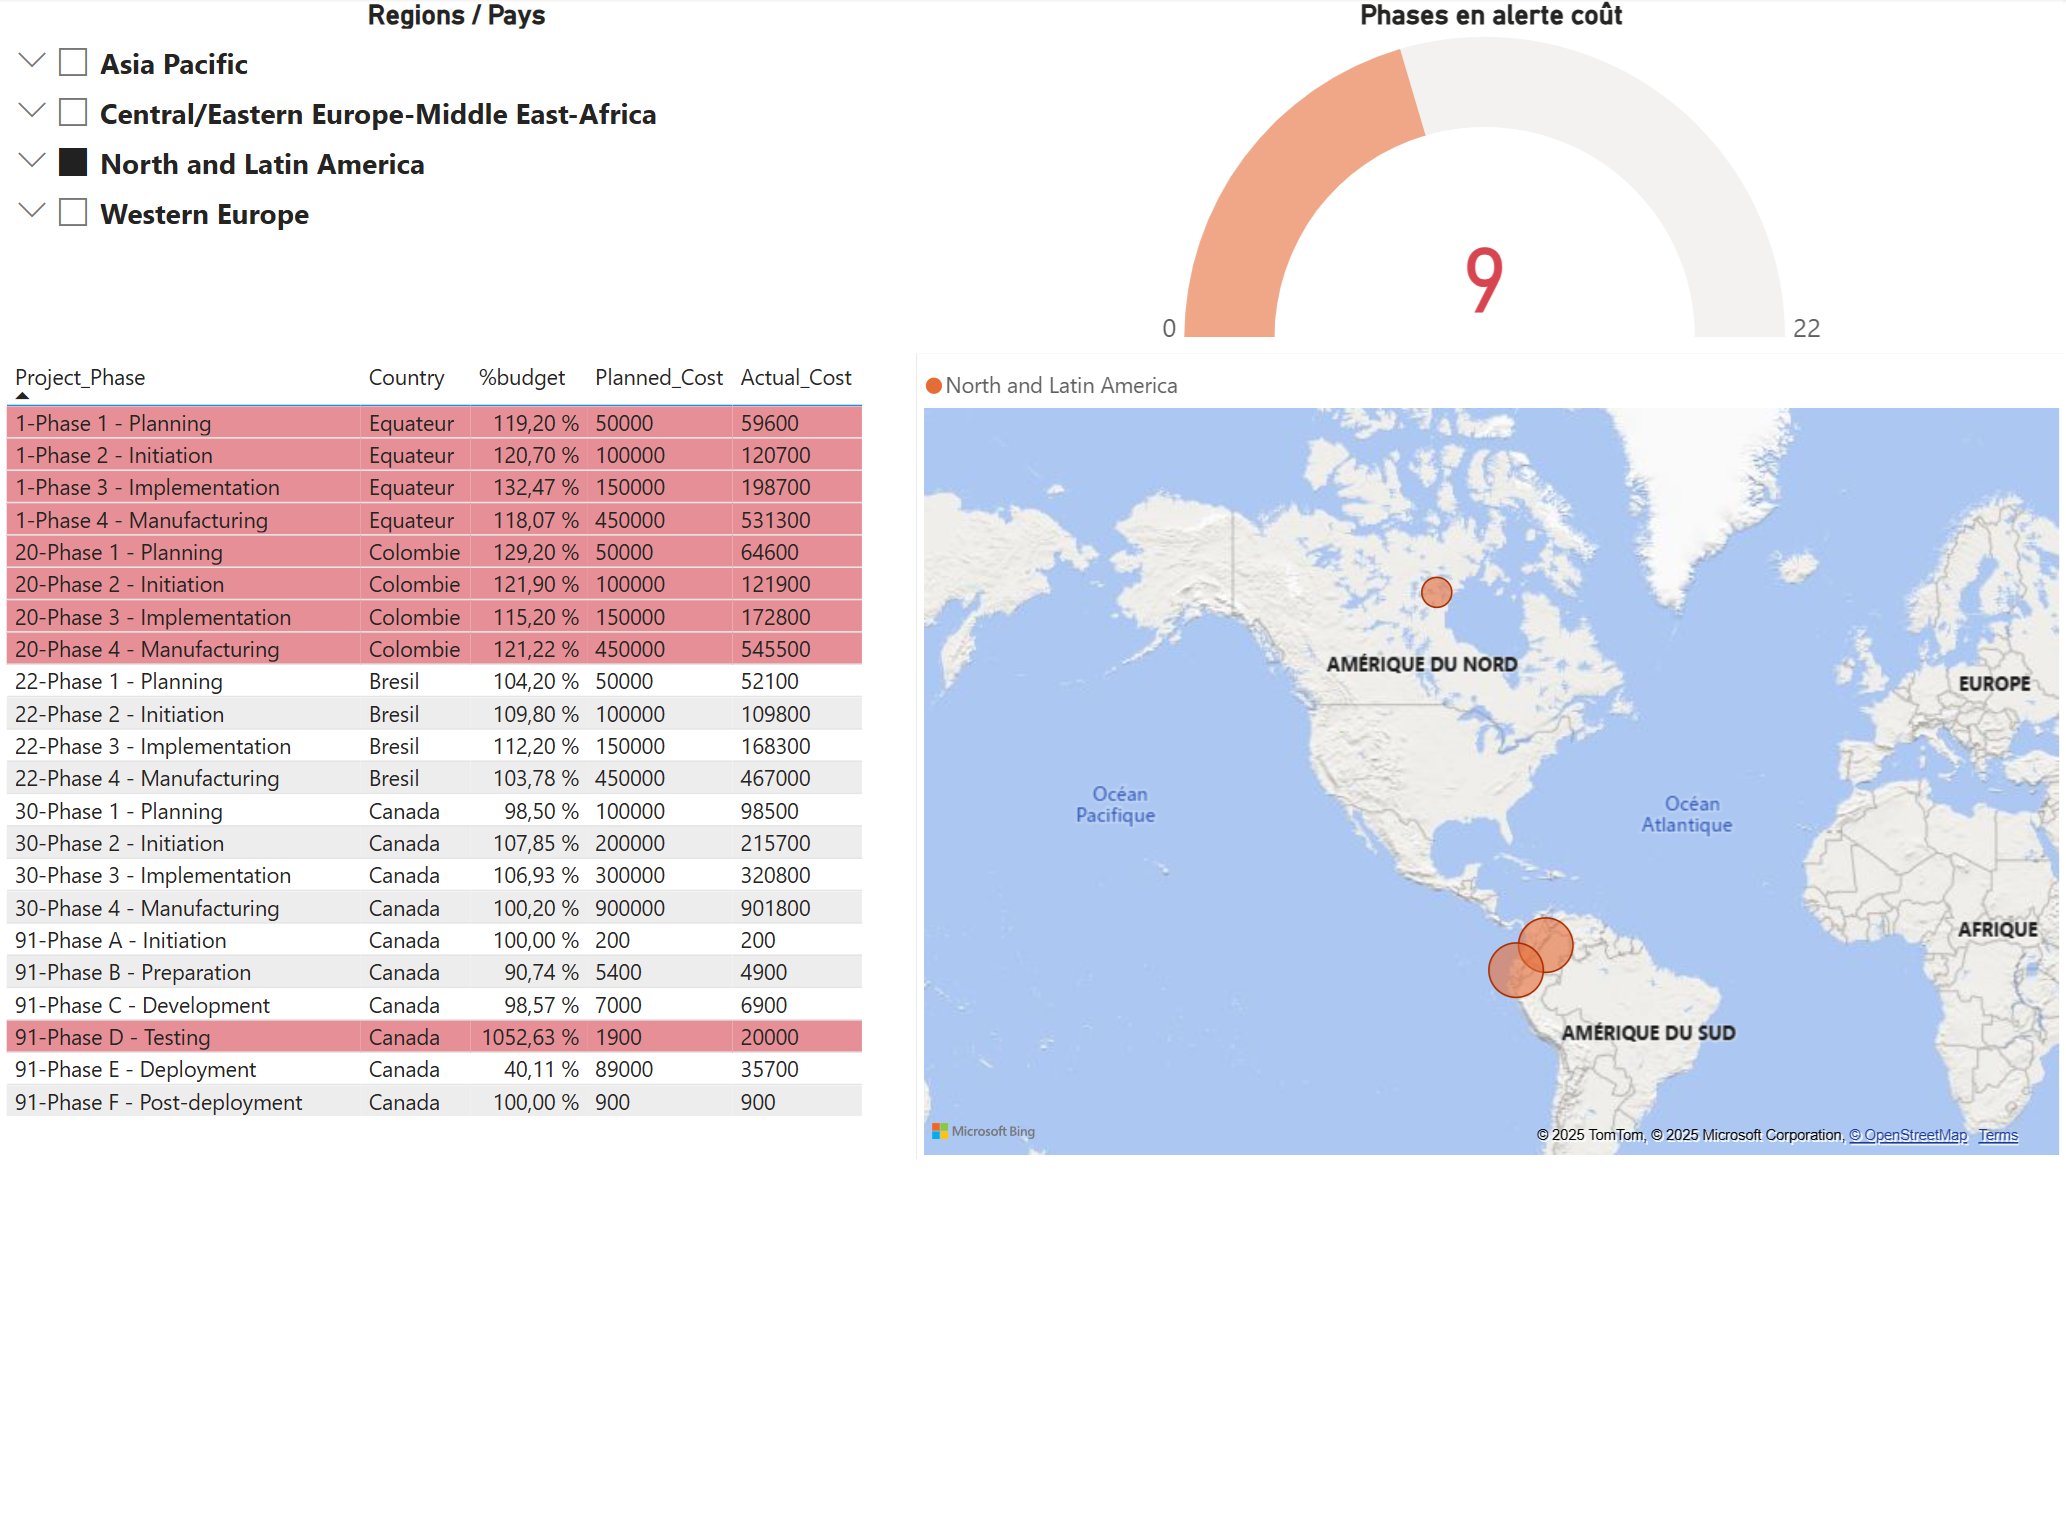 Regions / Pays
Asia Pacific
Central/Eastern Europe-Middle East-Africa
North and Latin America
Western Europe
Phases en alerte coût
9
0
22
Project_Phase Country %budget Planned_Cost Actual_Cost
1-Phase 1 - Planning Equateur 119,20 % 50000 59600
1-Phase 2 - Initiation Equateur 120,70 % 100000 120700
1-Phase 3 - Implementation Equateur 132,47 % 150000 198700
1-Phase 4 - Manufacturing Equateur 118,07 % 450000 531300
20-Phase 1 - Planning Colombie 129,20 % 50000 64600
20-Phase 2 - Initiation Colombie 121,90 % 100000 121900
20-Phase 3 - Implementation Colombie 115,20 % 150000 172800
20-Phase 4 - Manufacturing Colombie 121,22 % 450000 545500
22-Phase 1 - Planning Bresil 104,20 % 50000 52100
22-Phase 2 - Initiation Bresil 109,80 % 100000 109800
22-Phase 3 - Implementation Bresil 112,20 % 150000 168300
22-Phase 4 - Manufacturing Bresil 103,78 % 450000 467000
30-Phase 1 - Planning Canada 98,50 % 100000 98500
30-Phase 2 - Initiation Canada 107,85 % 200000 215700
30-Phase 3 - Implementation Canada 106,93 % 300000 320800
30-Phase 4 - Manufacturing Canada 100,20 % 900000 901800
91-Phase A - Initiation Canada 100,00 % 200 200
91-Phase B - Preparation Canada 90,74 % 5400 4900
91-Phase C - Development Canada 98,57 % 7000 6900
91-Phase D - Testing Canada 1052,63 % 1900 20000
91-Phase E - Deployment Canada 40,11 % 89000 35700
91-Phase F - Post-deployment Canada 100,00 % 900 900
North and Latin America
AMÉRIQUE DU NORD
EUROPE
Océan
Pacifique
Océan
Atlantique
AFRIQUE
AMÉRIQUE DU SUD
Microsoft Bing
© 2025 TomTom, © 2025 Microsoft Corporation, © OpenStreetMap Terms